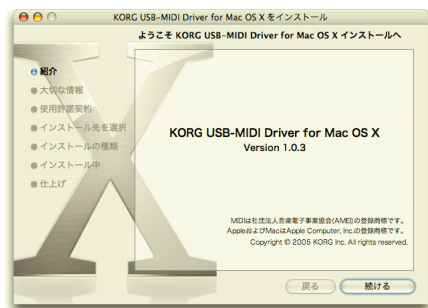 KORG USB-MIDI Driver for Mac OS X をインストール
ようこそ KORG USB-MIDI Driver for Mac OS X インストーラへ
紹介
大切な情報
使用許諾契約
インストール先を選択
インストールの種類
インストール中
仕上げ
KORG USB-MIDI Driver for Mac OS X
Version 1.0.3
MIDIは社団法人音楽電子事業協会(AMEI)の登録商標です。
AppleおよびMacはApple Computer, Inc.の登録商標です。
Copyright © 2005 KORG Inc. All rights reserved.
戻る
続ける